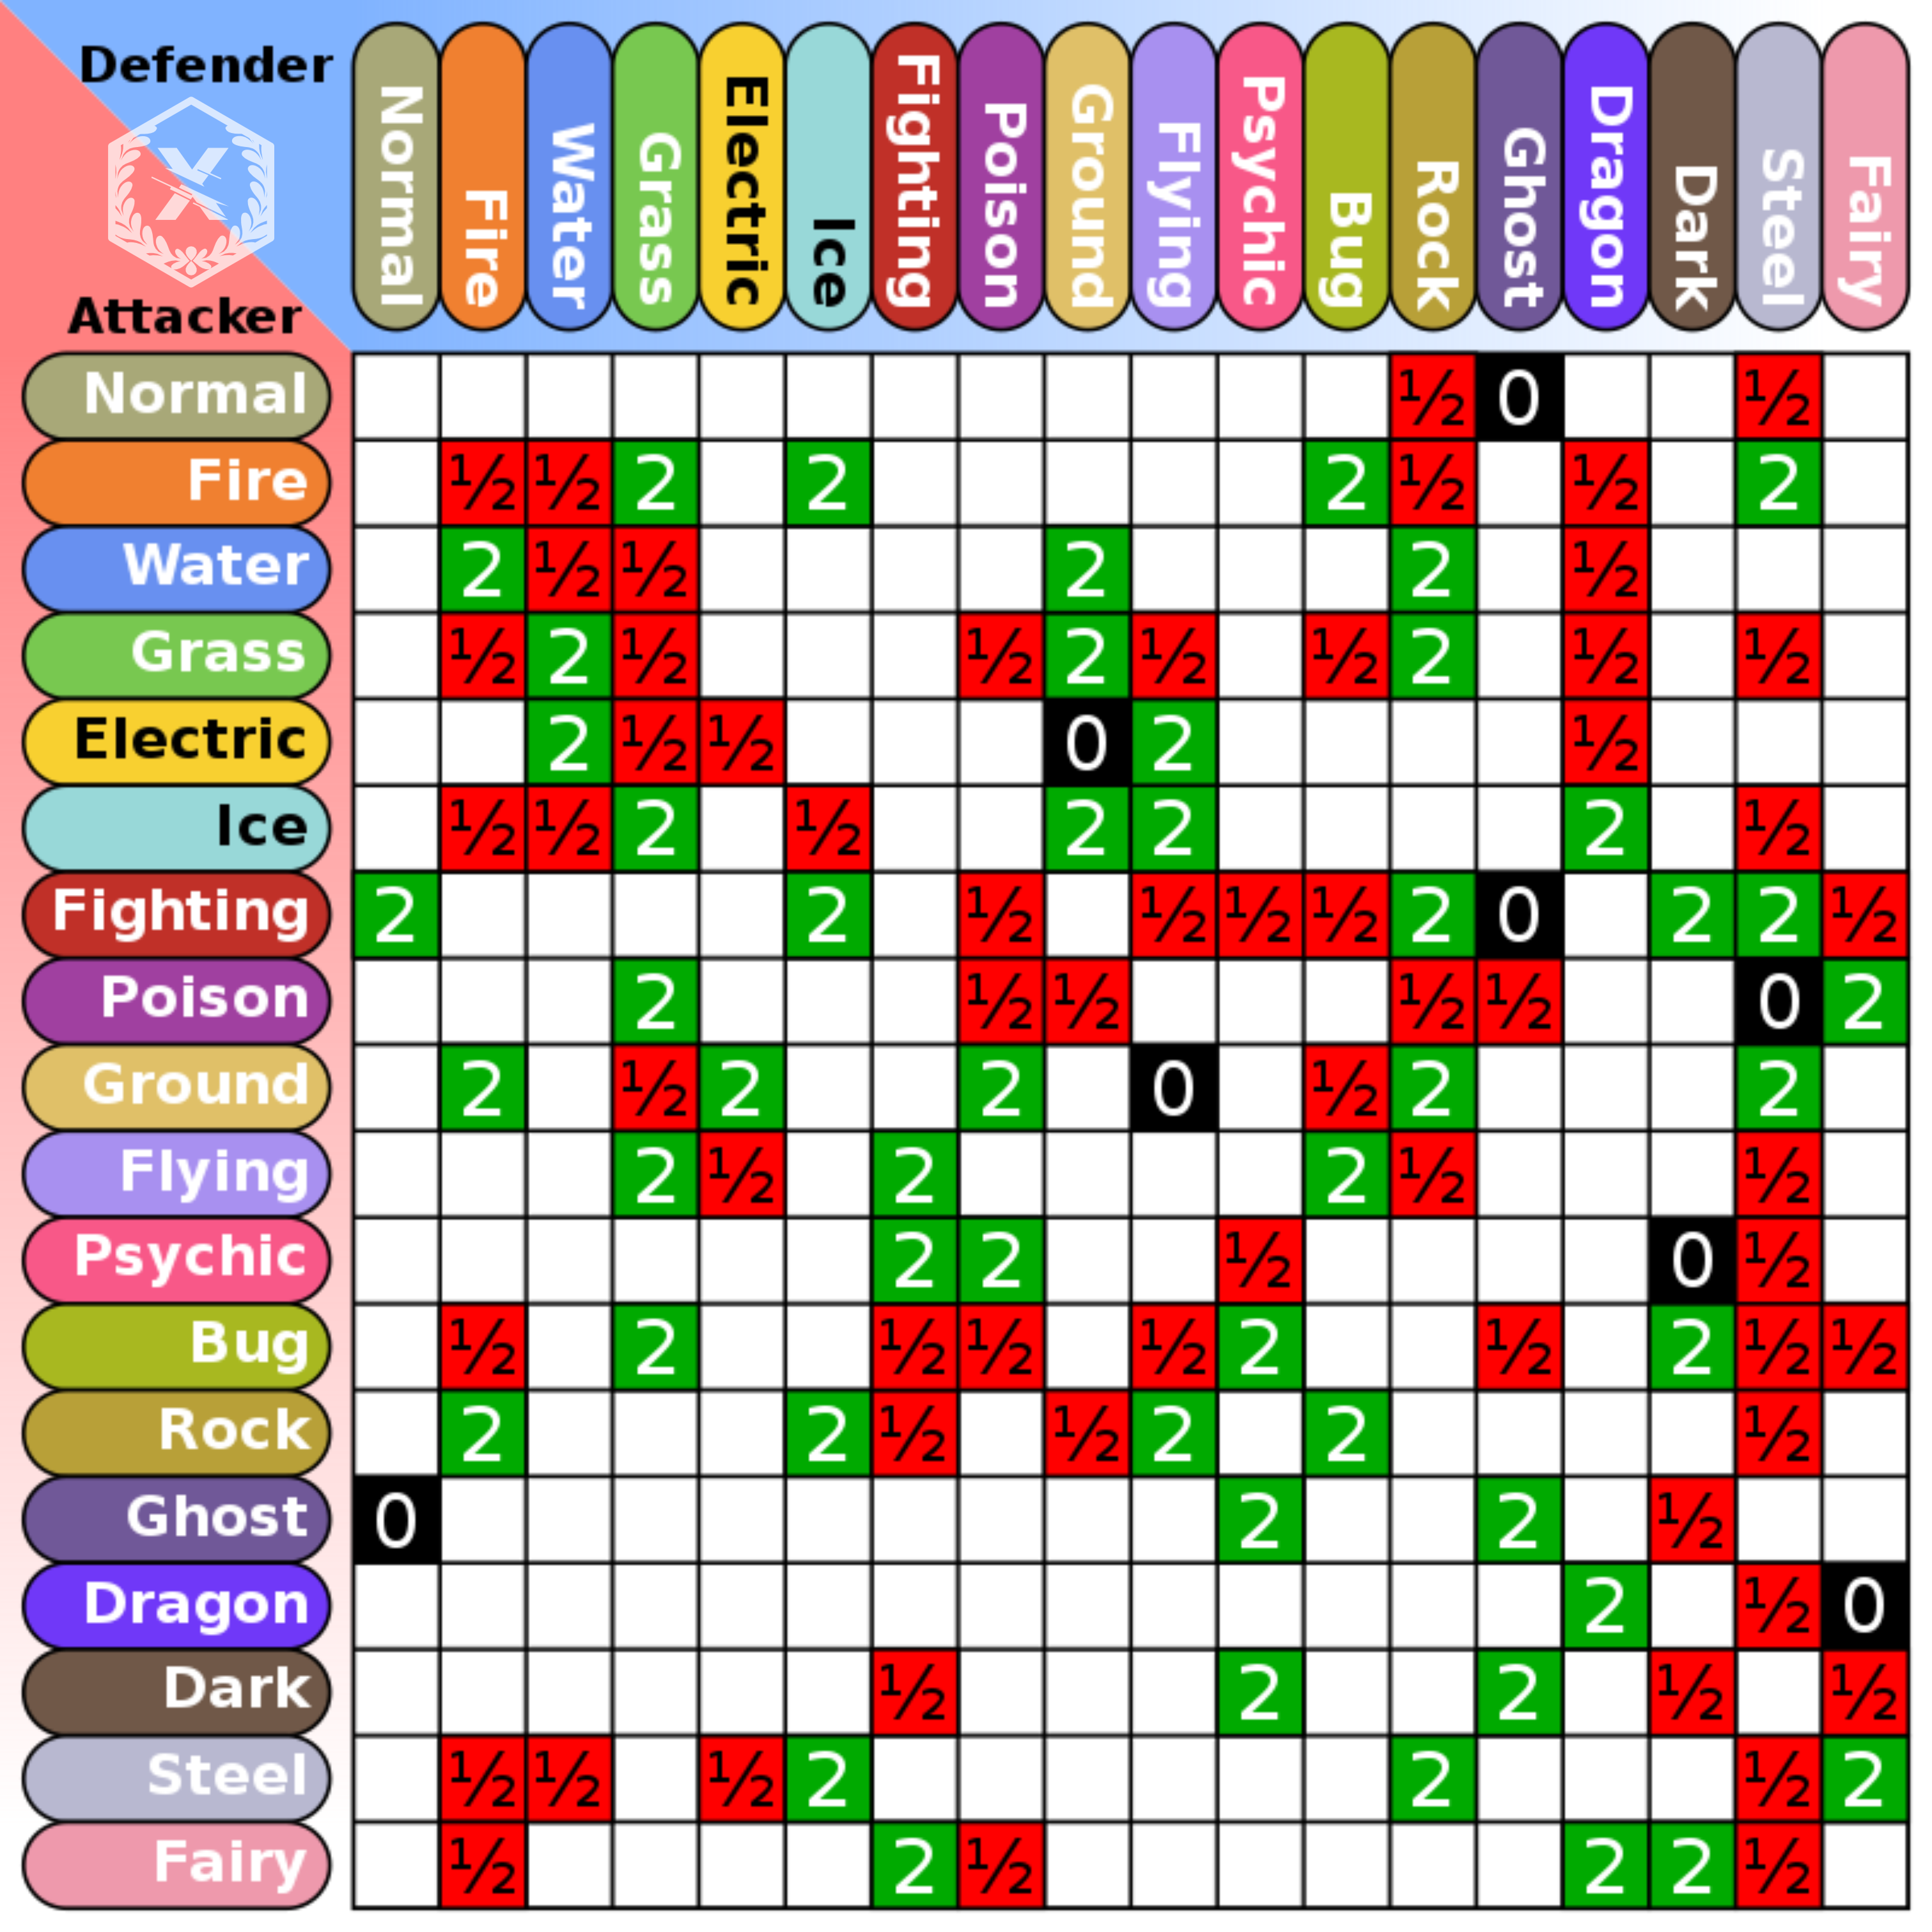 Defender
Attacker
Normal Fire Water Grass Electric Ice Fighting Poison Ground Flying Psychic Bug Rock Ghost Dragon Dark Steel Fairy
Normal ½ 0 ½
Fire ½ ½ 2 2 2 ½ ½ 2
Water 2 ½ ½ 2 2 ½
Grass ½ 2 ½ ½ 2 ½ ½ 2 ½ ½
Electric 2 ½ ½ 0 2 ½
Ice ½ ½ 2 ½ 2 2 2 ½
Fighting 2 2 ½ ½ ½ ½ 2 0 2 2 ½
Poison 2 ½ ½ ½ ½ 0 2
Ground 2 ½ 2 2 0 ½ 2 2
Flying 2 ½ 2 2 ½ ½
Psychic 2 2 ½ 0 ½
Bug ½ 2 ½ ½ ½ 2 ½ 2 ½ ½
Rock 2 2 ½ ½ 2 2 ½
Ghost 0 2 2 ½
Dragon 2 ½ 0
Dark ½ 2 2 ½ ½
Steel ½ ½ ½ 2 2 ½ 2
Fairy ½ 2 ½ 2 2 ½